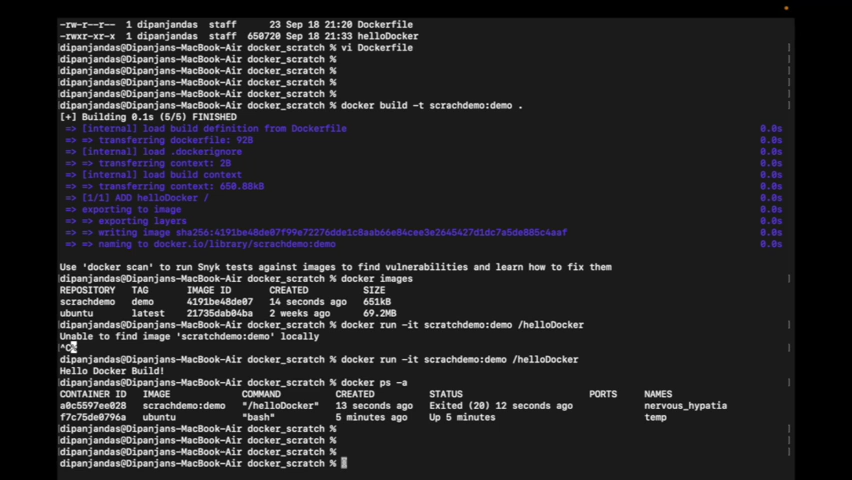 -rw-r--r-- 1 dipanjandas staff 23 Sep 18 21:20 Dockerfile
-rwxr-xr-x 1 dipanjandas staff 650720 Sep 18 21:33 helloDocker
dipanjandas@Dipanjans-MacBook-Air docker_scratch % vi Dockerfile
dipanjandas@Dipanjans-MacBook-Air docker_scratch %
dipanjandas@Dipanjans-MacBook-Air docker_scratch %
dipanjandas@Dipanjans-MacBook-Air docker_scratch %
dipanjandas@Dipanjans-MacBook-Air docker_scratch %
dipanjandas@Dipanjans-MacBook-Air docker_scratch % docker build -t scrachdemo:demo .
[+] Building 0.1s (5/5) FINISHED
=> [internal] load build definition from Dockerfile 0.0s
=> => transferring dockerfile: 92B 0.0s
=> [internal] load .dockerignore 0.0s
=> => transferring context: 2B 0.0s
=> [internal] load build context 0.0s
=> => transferring context: 650.88kB 0.0s
=> [1/1] ADD helloDocker / 0.0s
=> exporting to image 0.0s
=> => exporting layers 0.0s
=> => writing image sha256:4191be48de07f99e72276dde1c8aab66e84cee3e2645427d1dc7a5de885c4aaf 0.0s
=> => naming to docker.io/library/scrachdemo:demo 0.0s
Use 'docker scan' to run Snyk tests against images to find vulnerabilities and learn how to fix them
dipanjandas@Dipanjans-MacBook-Air docker_scratch % docker images
REPOSITORY TAG IMAGE ID CREATED SIZE
scrachdemo demo 4191be48de07 14 seconds ago 651kB
ubuntu latest 21735dab04ba 2 weeks ago 69.2MB
dipanjandas@Dipanjans-MacBook-Air docker_scratch % docker run -it scratchdemo:demo /helloDocker
Unable to find image 'scratchdemo:demo' locally
^C%
dipanjandas@Dipanjans-MacBook-Air docker_scratch % docker run -it scrachdemo:demo /helloDocker
Hello Docker Build!
dipanjandas@Dipanjans-MacBook-Air docker_scratch % docker ps -a
CONTAINER ID IMAGE COMMAND CREATED STATUS PORTS NAMES
a0c5597ee028 scrachdemo:demo "/helloDocker" 13 seconds ago Exited (20) 12 seconds ago nervous_hypatia
f7c75de0796a ubuntu "bash" 5 minutes ago Up 5 minutes temp
dipanjandas@Dipanjans-MacBook-Air docker_scratch %
dipanjandas@Dipanjans-MacBook-Air docker_scratch %
dipanjandas@Dipanjans-MacBook-Air docker_scratch %
dipanjandas@Dipanjans-MacBook-Air docker_scratch %